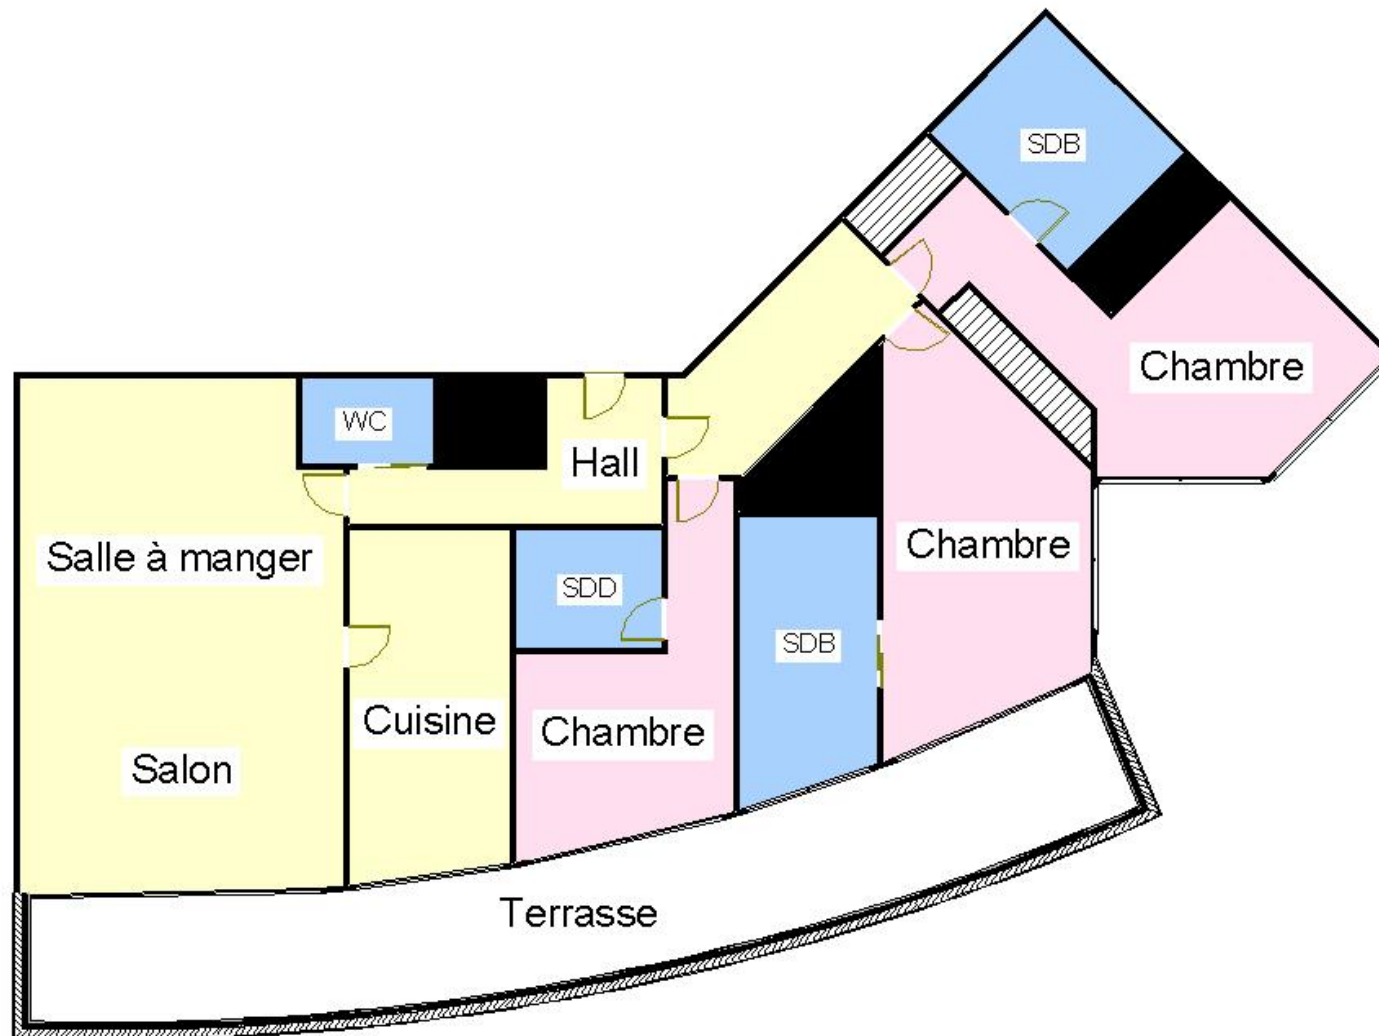 SDB
Chambre
WC
Hall
Salle à manger
Chambre
SDD
SDB
Cuisine
Chambre
Salon
Terrasse